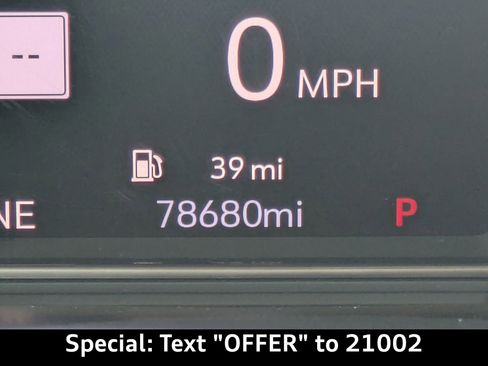 --
0 MPH
39 mi
NE
78680mi
P
Special: Text "OFFER" to 21002